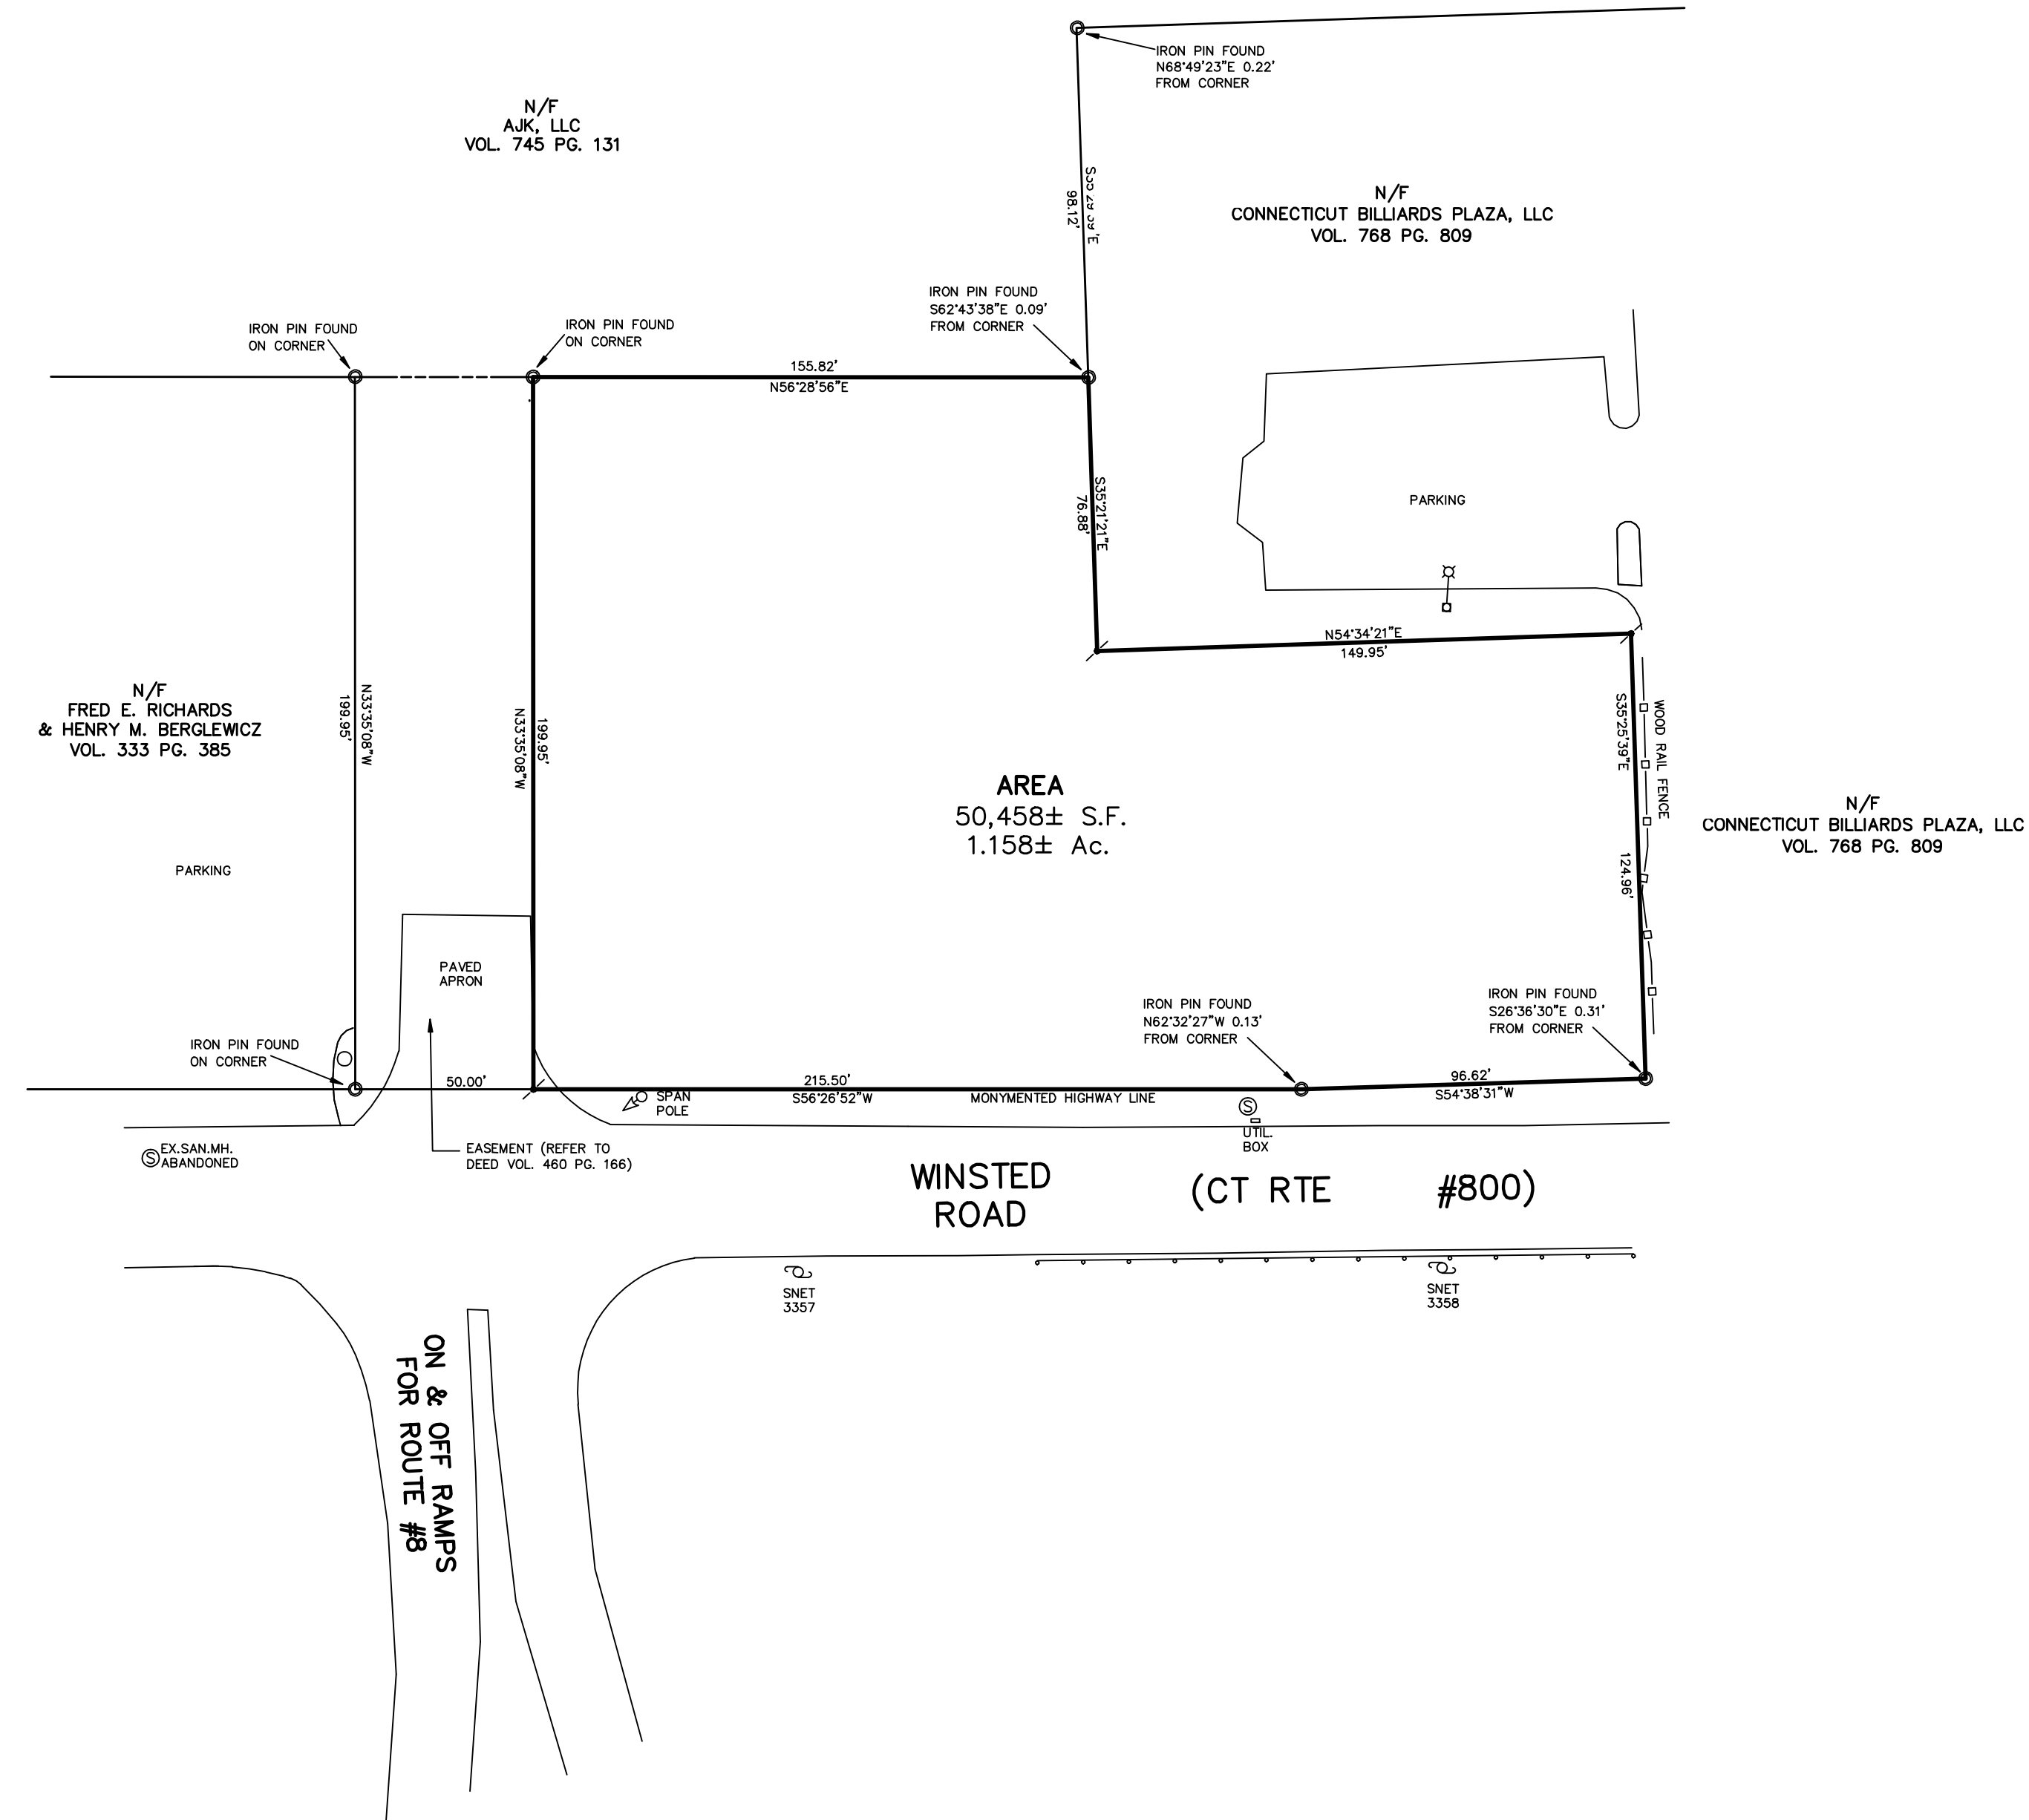 IRON PIN FOUND
N68°49'23"E 0.22'
FROM CORNER
N/F
AJK, LLC
VOL. 745 PG. 131
98.12'
N/F
CONNECTICUT BILLIARDS PLAZA, LLC
VOL. 768 PG. 809
IRON PIN FOUND
ON CORNER
IRON PIN FOUND
ON CORNER
IRON PIN FOUND
S62°43'38"E 0.09'
FROM CORNER
155.82'
N56°28'56"E
S35°21'21"E
76.88'
PARKING
N54°34'21"E
149.95'
N/F
FRED E. RICHARDS
& HENRY M. BERGLEWICZ
VOL. 333 PG. 385
N33°35'08"W
199.95'
199.95'
N33°35'08"W
S35°25'39"E
124.96'
WOOD RAIL FENCE
AREA
50,458± S.F.
1.158± Ac.
N/F
CONNECTICUT BILLIARDS PLAZA, LLC
VOL. 768 PG. 809
PARKING
PAVED
APRON
IRON PIN FOUND
ON CORNER
IRON PIN FOUND
N62°32'27"W 0.13'
FROM CORNER
IRON PIN FOUND
S26°36'30"E 0.31'
FROM CORNER
50.00'
215.50'
S56°26'52"W
MONYMENTED HIGHWAY LINE
96.62'
S54°38'31"W
SPAN
POLE
S
UTIL.
BOX
S
EX.SAN.MH.
ABANDONED
EASEMENT (REFER TO
DEED VOL. 460 PG. 166)
WINSTED
ROAD
(CT RTE #800)
SNET
3357
SNET
3358
ON & OFF RAMPS
FOR ROUTE #8